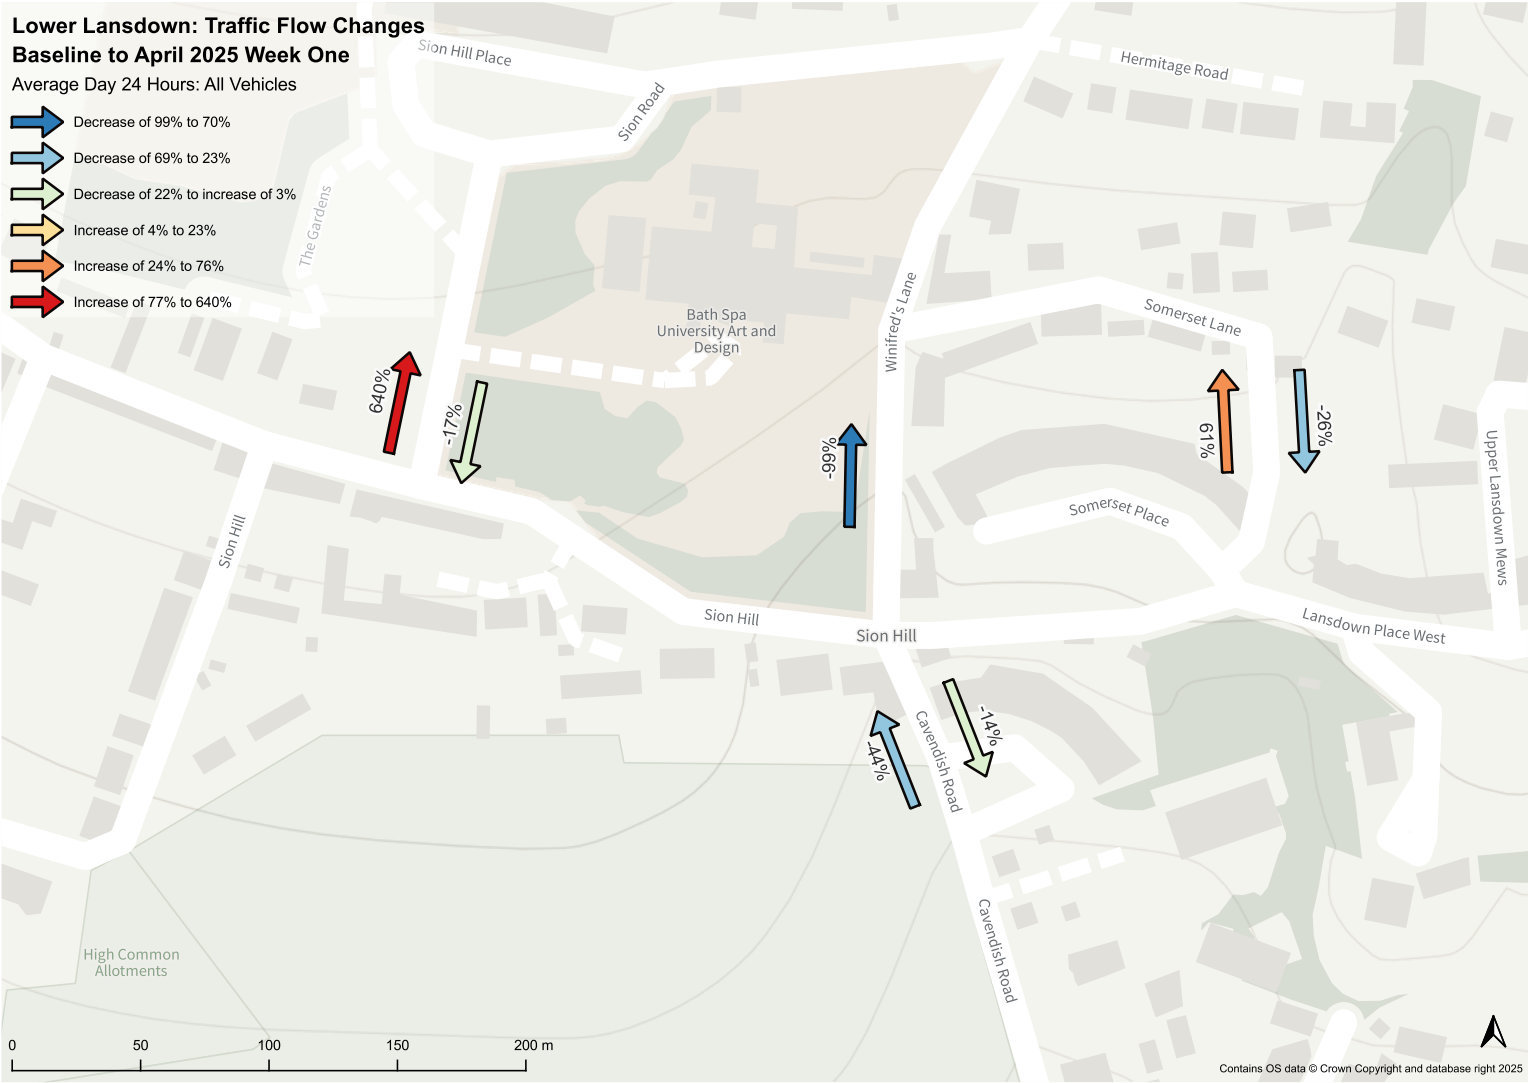 Lower Lansdown: Traffic Flow Changes
Baseline to April 2025 Week One
Average Day 24 Hours: All Vehicles
Decrease of 99% to 70%
Decrease of 69% to 23%
Decrease of 22% to increase of 3%
Increase of 4% to 23%
Increase of 24% to 76%
Increase of 77% to 640%
Sion Hill Place
Sion Road
Hermitage Road
The Gardens
Bath Spa
University Art and
Design
Winifred's Lane
Somerset Lane
640%
-17%
-99%
61%
-26%
Upper Lansdown Mews
Somerset Place
Sion Hill
Sion Hill
Sion Hill
Lansdown Place West
-44%
Cavendish Road
-14%
Cavendish Road
High Common
Allotments
0 50 100 150 200 m
Contains OS data © Crown Copyright and database right 2025